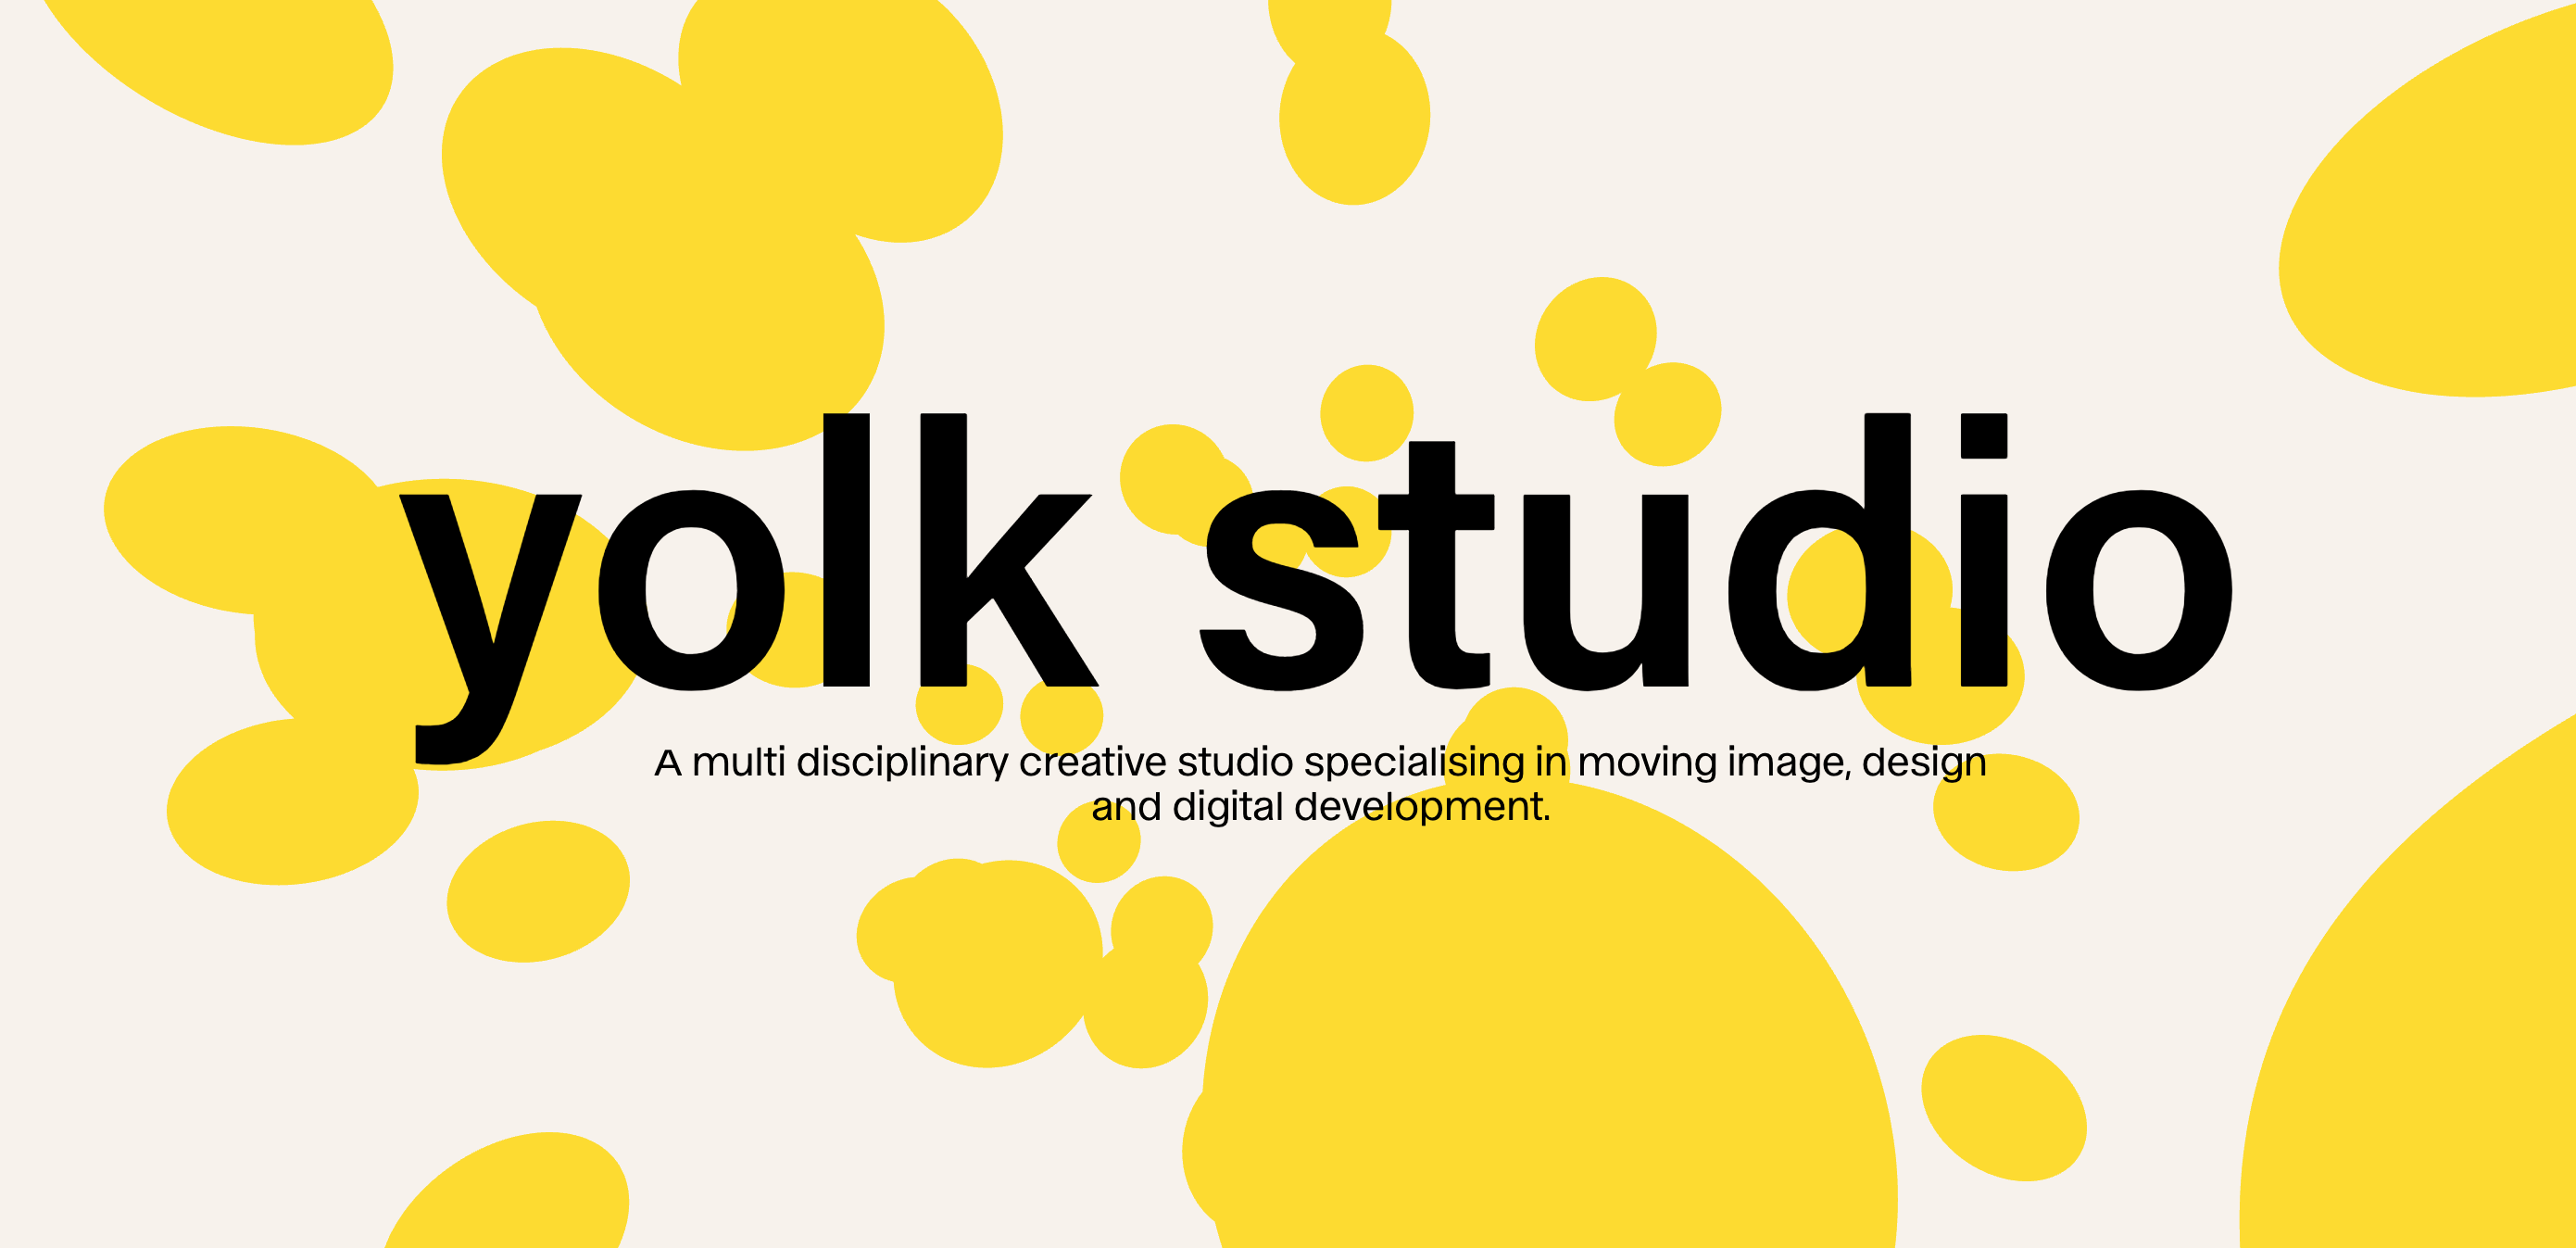 yolk studio
A multi disciplinary creative studio specialising in moving image, design
and digital development.